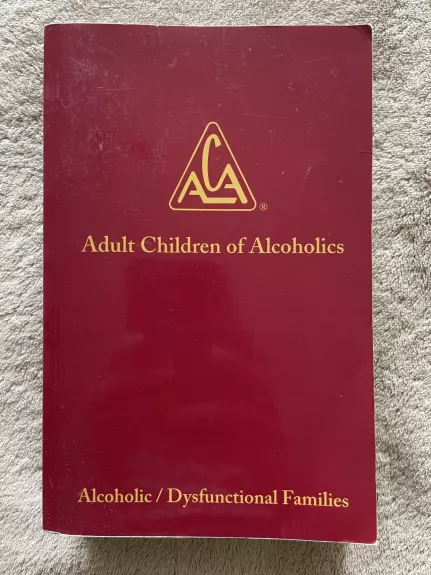 ACA®
Adult Children of Alcoholics
Alcoholic / Dysfunctional Families